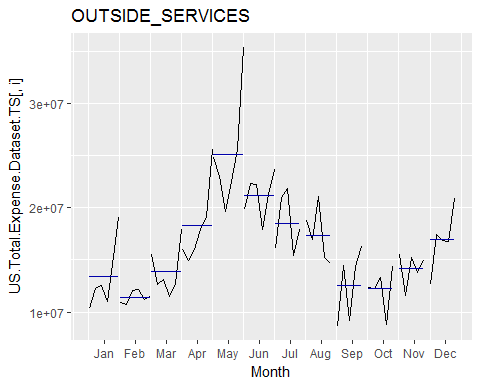 OUTSIDE_SERVICES
US.Total.Expense.Dataset.TS[, i]
3e+07
2e+07
1e+07
Jan Feb Mar Apr May Jun Jul Aug Sep Oct Nov Dec
Month